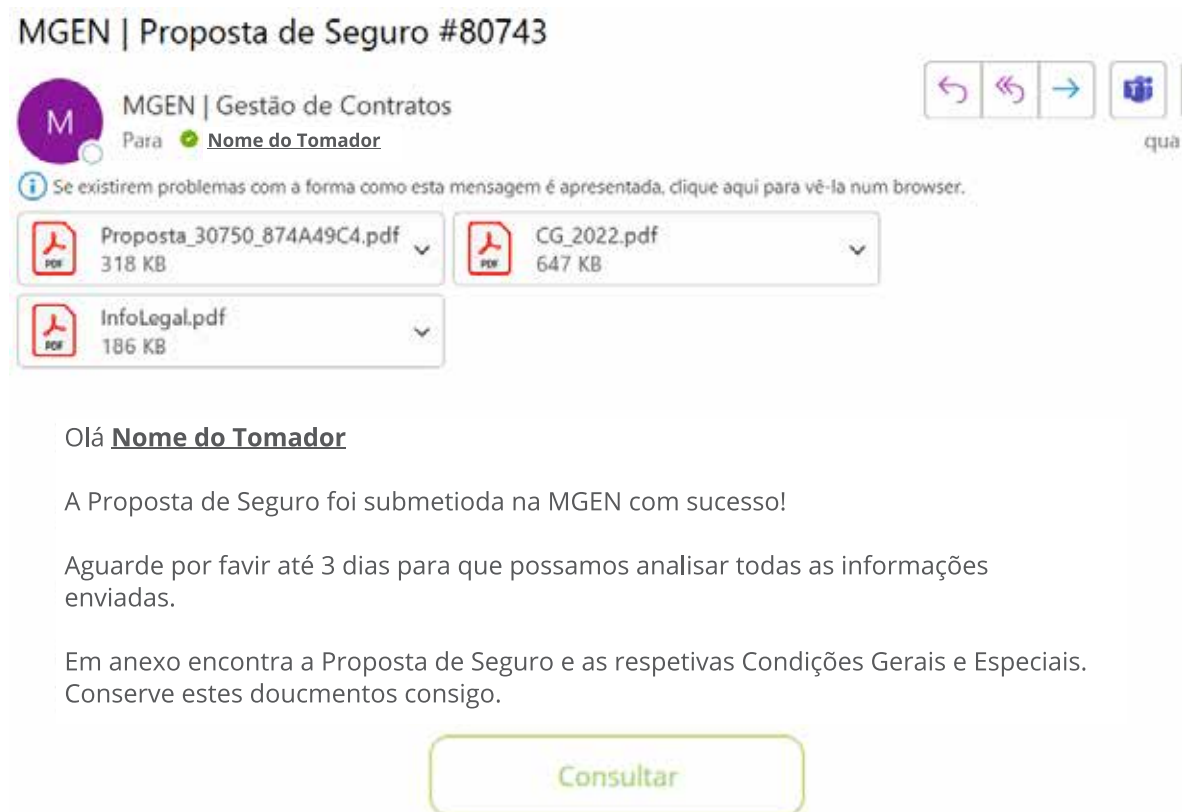 MGEN | Proposta de Seguro #80743
M
MGEN | Gestão de Contratos
Para Nome do Tomador
qua
Se existirem problemas com a forma como esta mensagem é apresentada, clique aqui para vê-la num browser.
Proposta_30750_874A49C4.pdf
318 KB
CG_2022.pdf
647 KB
InfoLegal.pdf
186 KB
Olá Nome do Tomador
A Proposta de Seguro foi submetioda na MGEN com sucesso!
Aguarde por favir até 3 dias para que possamos analisar todas as informações
enviadas.
Em anexo encontra a Proposta de Seguro e as respetivas Condições Gerais e Especiais.
Conserve estes doucmentos consigo.
Consultar